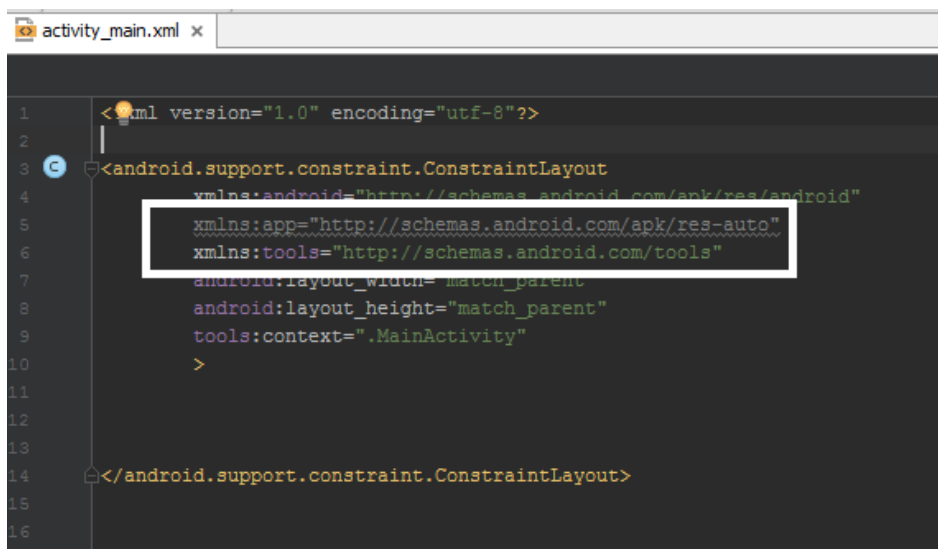 activity_main.xml ×
1 <?xml version="1.0" encoding="utf-8"?>
2
3 C <android.support.constraint.ConstraintLayout
4 xmlns:android="http://schemas.android.com/apk/res/android"
5 xmlns:app="http://schemas.android.com/apk/res-auto"
6 xmlns:tools="http://schemas.android.com/tools"
7 android:layout_width="match_parent"
8 android:layout_height="match_parent"
9 tools:context=".MainActivity"
10 >
11
12
13
14 </android.support.constraint.ConstraintLayout>
15
16